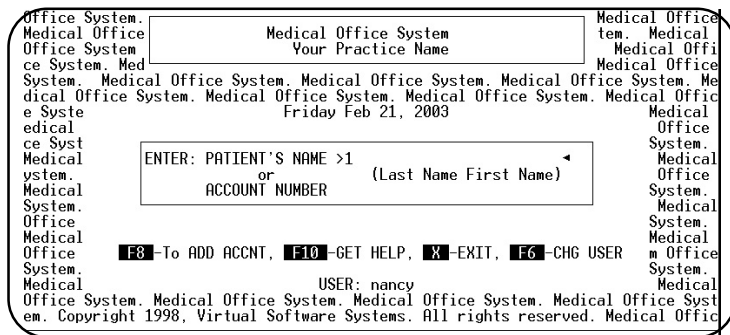 Office System. Medical Office
Medical Office Medical Office System tem. Medical
Office System Your Practice Name Medical Offi
ce System. Med Medical Office
System. Medical Office System. Medical Office System. Medical Office System. Me
dical Office System. Medical Office System. Medical Office System. Medical Offic
e Syste Friday Feb 21, 2003 Medical
edical Office
ce Syst System.
Medical ENTER: PATIENT'S NAME >1 ◄ Medical
ystem. or (Last Name First Name) Office
Medical ACCOUNT NUMBER System.
System. Medical
Office System.
Medical Medical
Office F8 -To ADD ACCNT, F10 -GET HELP, X -EXIT, F6 -CHG USER m Office
System. System.
Medical USER: nancy Medical
Office System. Medical Office System. Medical Office System. Medical Office Syst
em. Copyright 1998, Virtual Software Systems. All rights reserved. Medical Offic